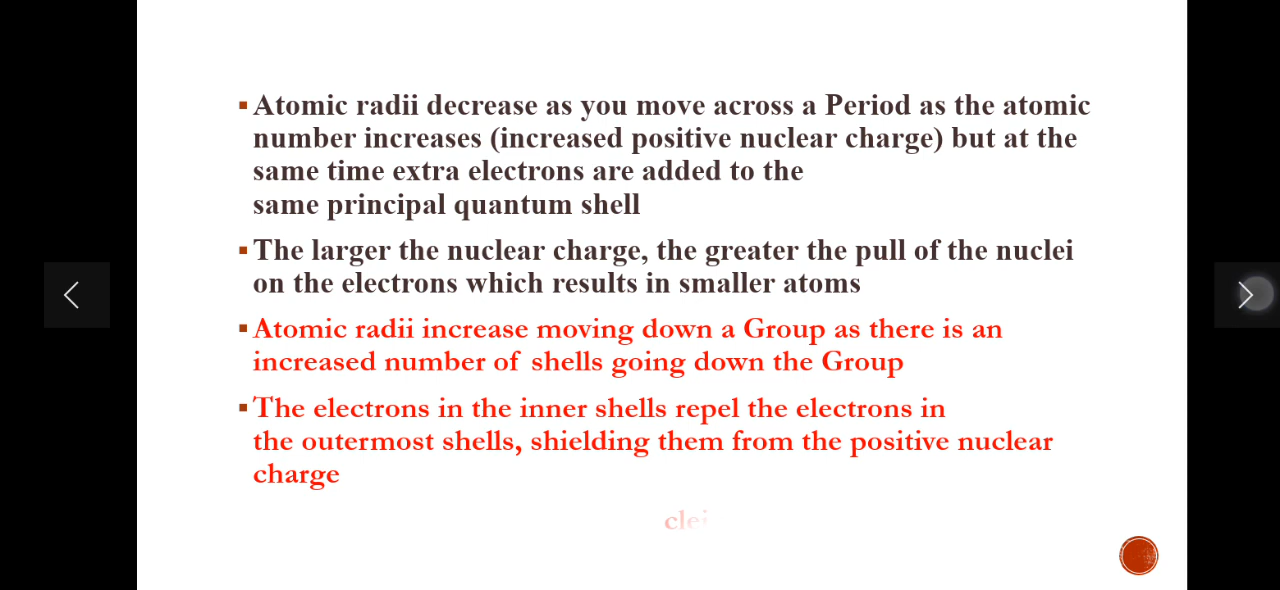 Atomic radii decrease as you move across a Period as the atomic
number increases (increased positive nuclear charge) but at the
same time extra electrons are added to the
same principal quantum shell
The larger the nuclear charge, the greater the pull of the nuclei
on the electrons which results in smaller atoms
Atomic radii increase moving down a Group as there is an
increased number of shells going down the Group
The electrons in the inner shells repel the electrons in
the outermost shells, shielding them from the positive nuclear
charge